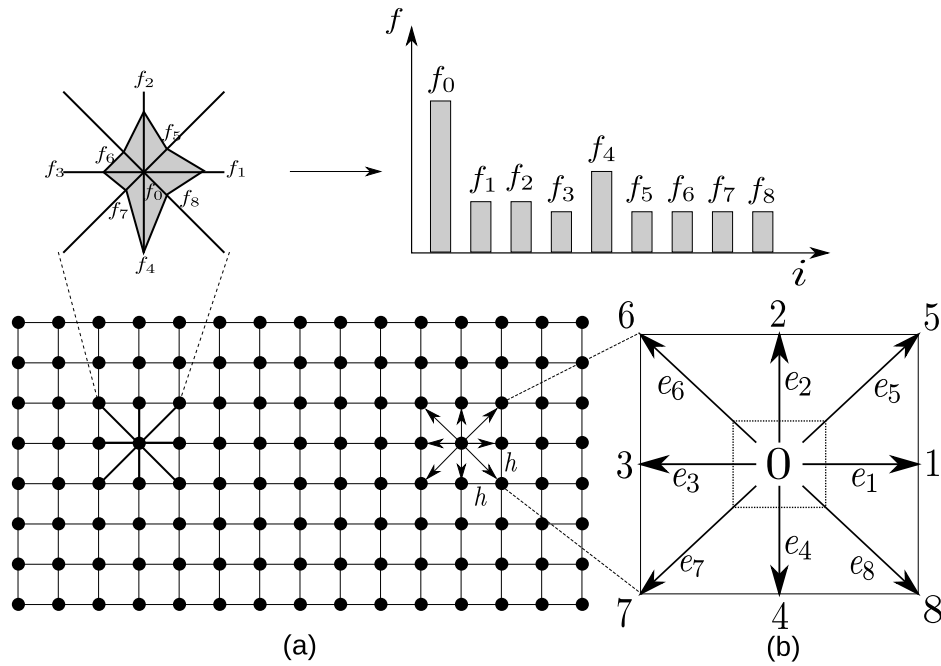 f
f₀
f₁
f₂
f₃
f₄
f₅
f₆
f₇
f₈
i
f₂
f₅
f₆
f₃
f₁
f₀
f₇
f₈
f₄
h
h
(a)
6
2
5
e₆
e₂
e₅
3
0
1
e₃
e₁
e₄
e₇
e₈
7
4
8
(b)